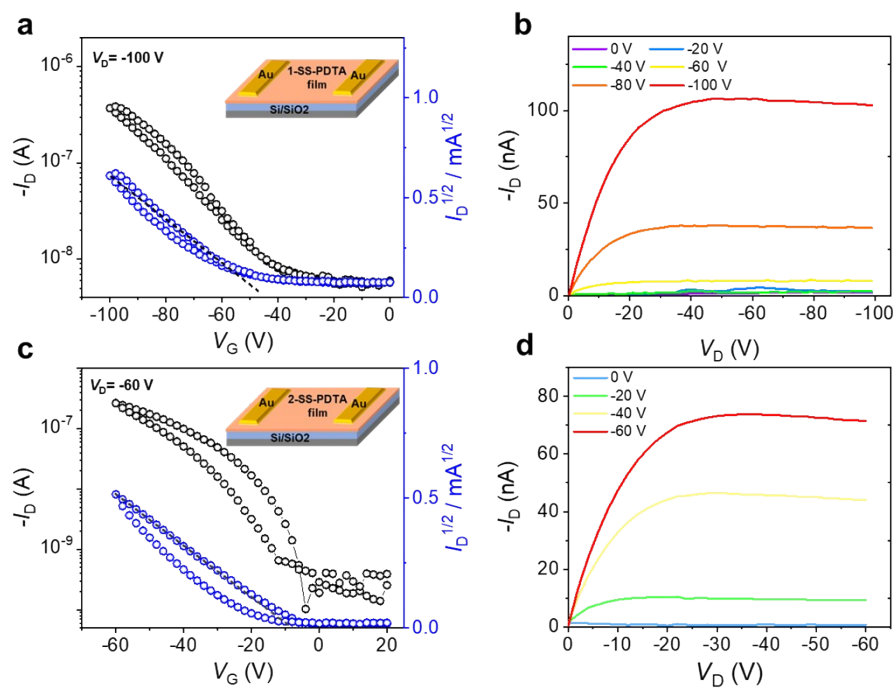 a
V_D= -100 V
10^-6
10^-7
10^-8
-I_D (A)
Au
1-SS-PDTA
film
Au
Si/SiO2
1.0
0.5
0.0
I_D^1/2 / mA^1/2
-100 -80 -60 -40 -20 0
V_G (V)
b
0 V -20 V
-40 V -60 V
-80 V -100 V
100
50
0
-I_D (nA)
0 -20 -40 -60 -80 -100
V_D (V)
c
V_D= -60 V
10^-7
10^-8
10^-9
-I_D (A)
Au
2-SS-PDTA
film
Au
Si/SiO2
1.0
0.5
0.0
I_D^1/2 / mA^1/2
-60 -40 -20 0 20
V_G (V)
d
0 V
-20 V
-40 V
-60 V
80
60
40
20
0
-I_D (nA)
0 -10 -20 -30 -40 -50 -60
V_D (V)